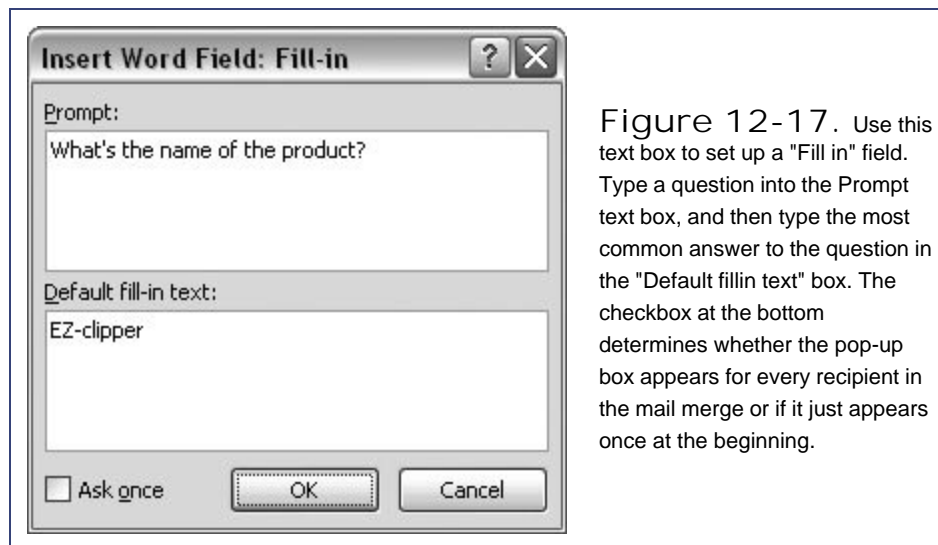 Insert Word Field: Fill-in
?
Prompt:
What's the name of the product?
Default fill-in text:
EZ-clipper
Ask once
OK
Cancel
Figure 12-17. Use this
text box to set up a "Fill in" field.
Type a question into the Prompt
text box, and then type the most
common answer to the question in
the "Default fillin text" box. The
checkbox at the bottom
determines whether the pop-up
box appears for every recipient in
the mail merge or if it just appears
once at the beginning.